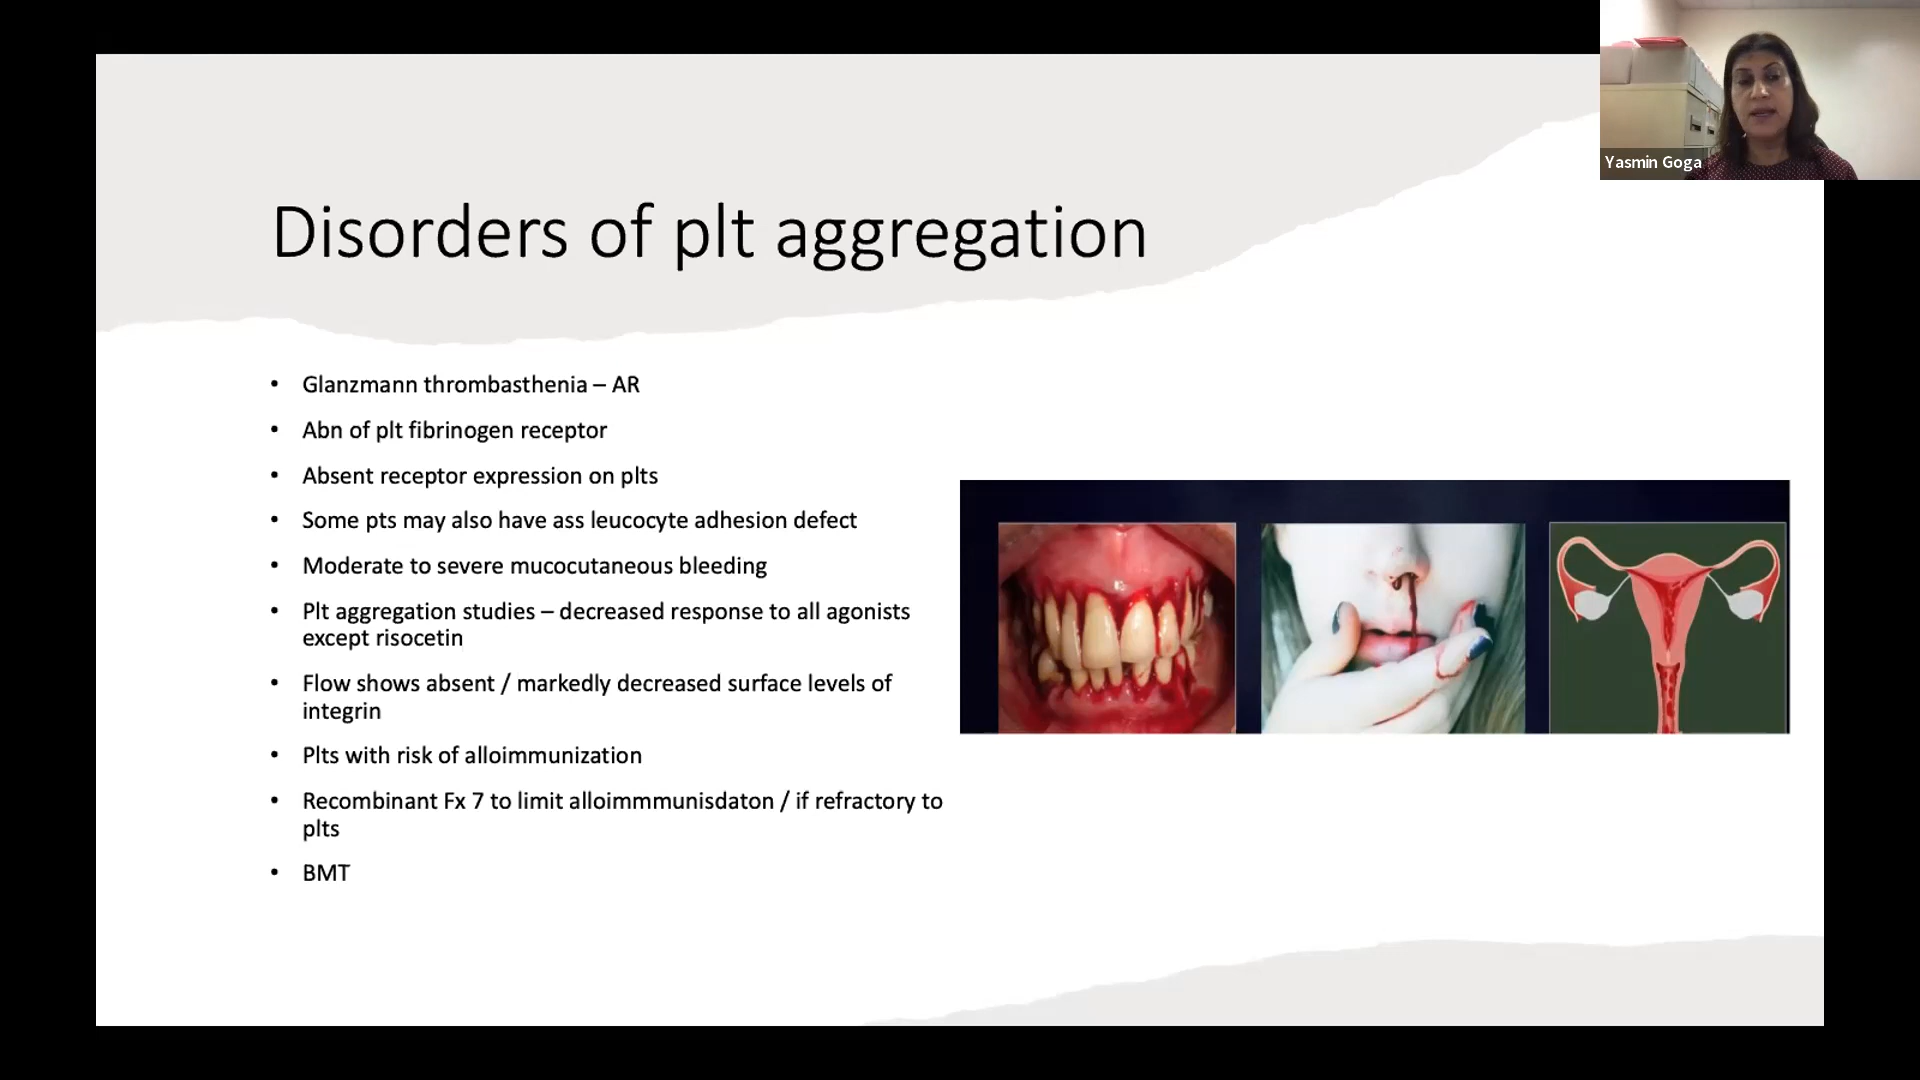 Yasmin Goga
Disorders of plt aggregation
• Glanzmann thrombasthenia – AR
• Abn of plt fibrinogen receptor
• Absent receptor expression on plts
• Some pts may also have ass leucocyte adhesion defect
• Moderate to severe mucocutaneous bleeding
• Plt aggregation studies – decreased response to all agonists
except risocetin
• Flow shows absent / markedly decreased surface levels of
integrin
• Plts with risk of alloimmunization
• Recombinant Fx 7 to limit alloimmmunisdaton / if refractory to
plts
• BMT